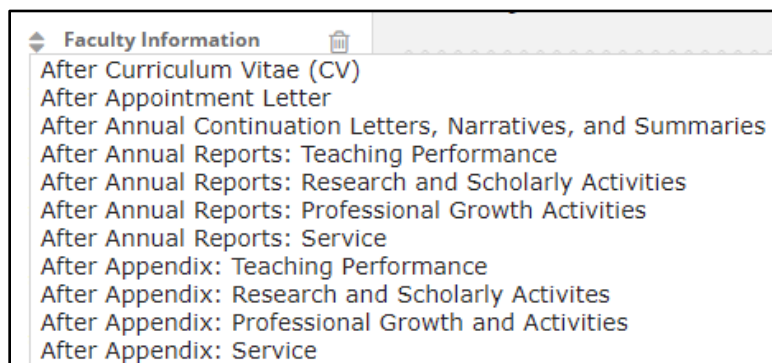 Faculty Information
After Curriculum Vitae (CV)
After Appointment Letter
After Annual Continuation Letters, Narratives, and Summaries
After Annual Reports: Teaching Performance
After Annual Reports: Research and Scholarly Activities
After Annual Reports: Professional Growth Activities
After Annual Reports: Service
After Appendix: Teaching Performance
After Appendix: Research and Scholarly Activites
After Appendix: Professional Growth and Activities
After Appendix: Service